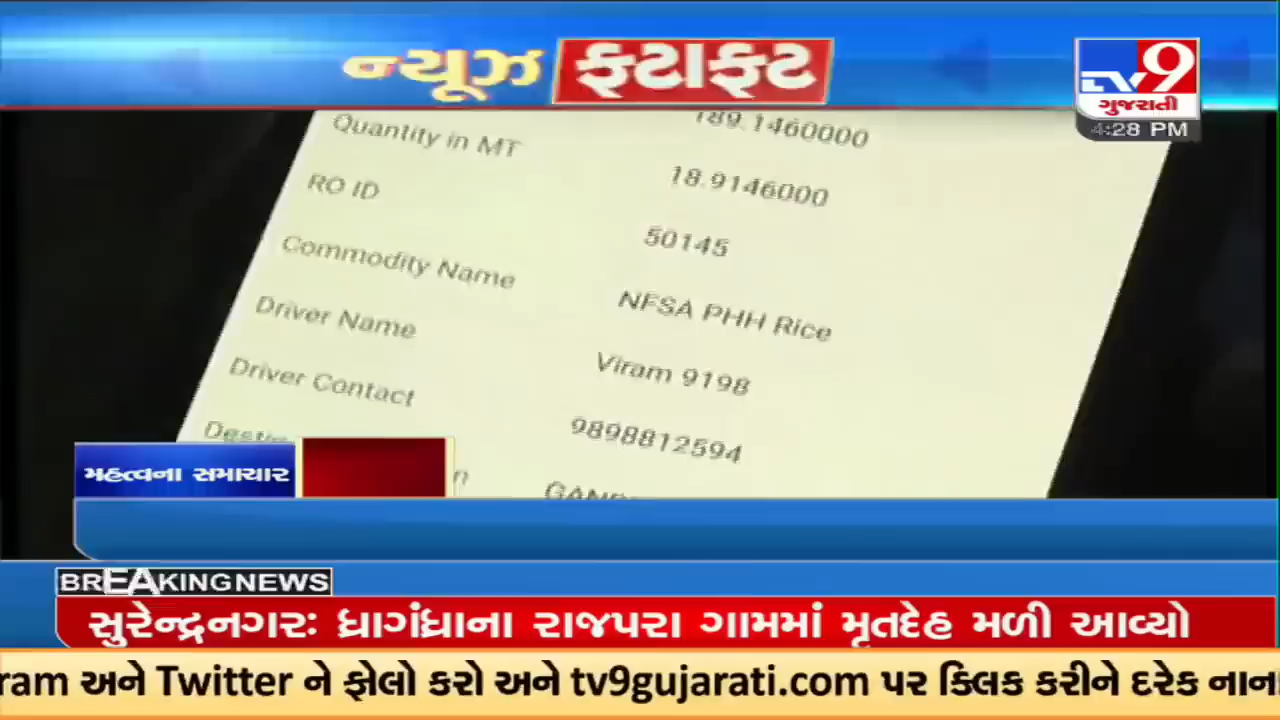 ન્યૂઝ ફટાફટ
TV9
ગુજરાતી
4:28 PM
189.1460000
Quantity in MT 18.9146000
RO ID 50145
Commodity Name NFSA PHH Rice
Driver Name Viram 9198
Driver Contact 9898812594
મહત્વના સમાચાર
BREAKING NEWS
સુરેન્દ્રનગરઃ ધ્રાગંધ્રાના રાજપરા ગામમાં મૃતદેહ મળી આવ્યો
અને Twitter ને ફોલો કરો અને tv9gujarati.com પર ક્લિક કરીને દરેક